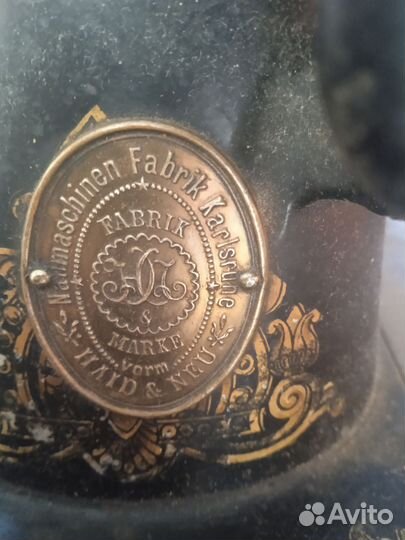 Nähmaschinen Fabrik Karlsruhe
FABRIK
H&N
&
MARKE
vorm
HAID & NEU
Avito